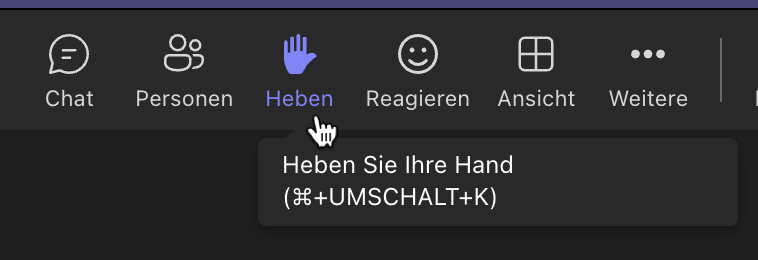 Chat
Personen
Heben
Reagieren
Ansicht
Weitere
Heben Sie Ihre Hand
(⌘+UMSCHALT+K)